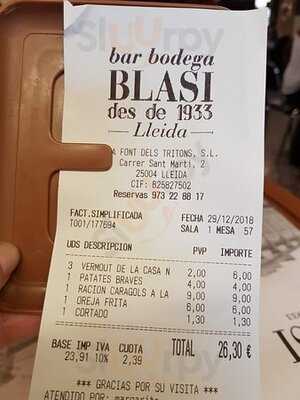 Sluurpy
bar bodega
BLASI
des de 1933
Lleida
A FONT DELS TRITONS, S.L.
Carrer Sant Martí, 2
25004 LLEIDA
CIF: B25827502
Reservas 973 22 88 17
FACT.SIMPLIFICADA FECHA 29/12/2018
T001/177694 SALA 1 MESA 57
UDS DESCRIPCION PVP IMPORTE
3 VERMOUT DE LA CASA N 2,00 6,00
1 PATATES BRAVES 4,00 4,00
1 RACION CARAGOLS A LA 9,00 9,00
1 OREJA FRITA 6,00 6,00
1 CORTADO 1,30 1,30
BASE IMP IVA CUOTA TOTAL 26,30 €
23,91 10% 2,39
*** GRACIAS POR SU VISITA ***
ATENDIDO POR: margarita